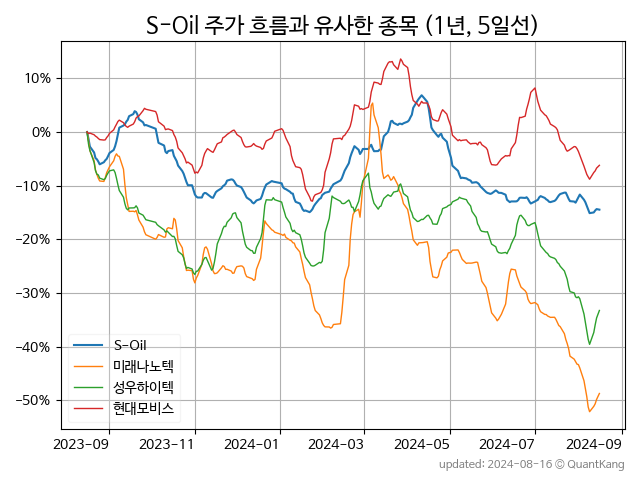 S-Oil 주가 흐름과 유사한 종목 (1년, 5일선)
10%
0%
−10%
−20%
−30%
−40%
−50%
S-Oil
미래나노텍
성우하이텍
현대모비스
2023-09 2023-11 2024-01 2024-03 2024-05 2024-07 2024-09
updated: 2024-08-16 © QuantKang